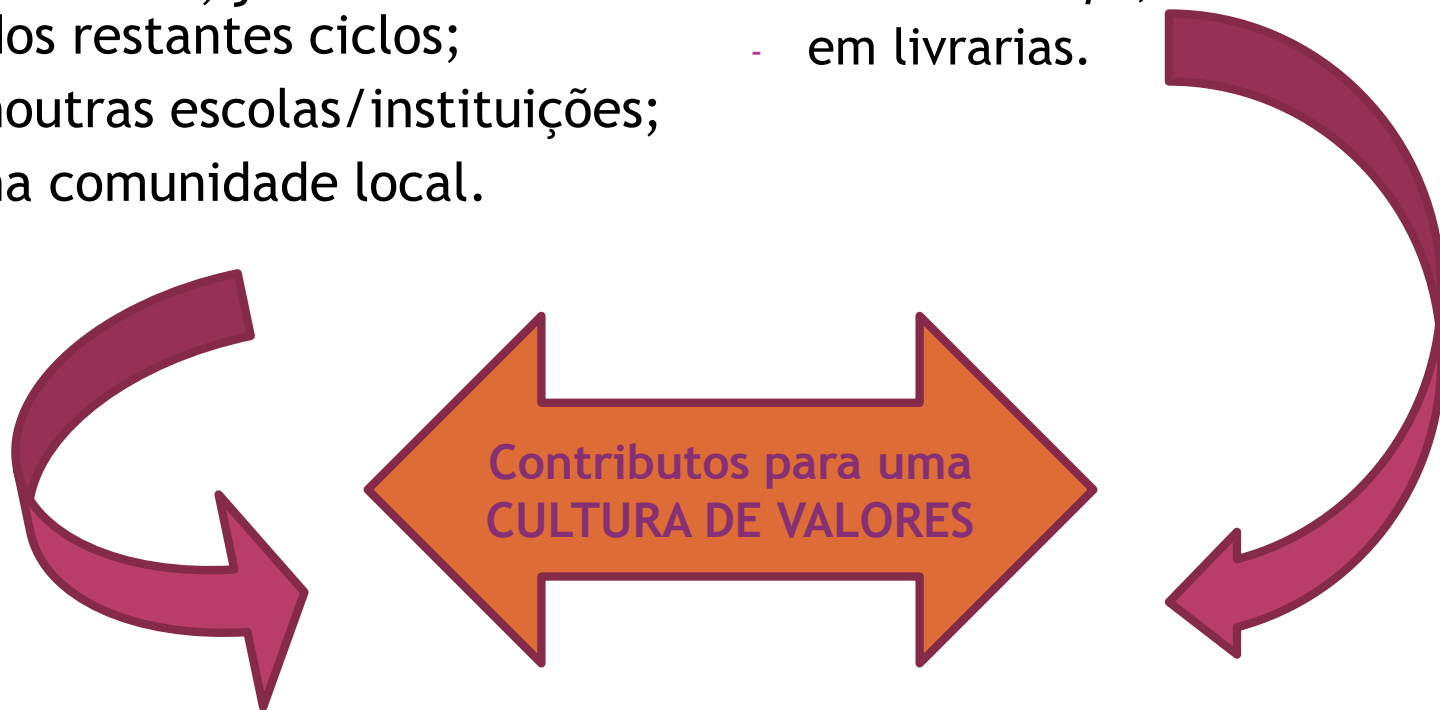 dos restantes ciclos;
noutras escolas/instituições;
na comunidade local.
- em livrarias.
Contributos para uma
CULTURA DE VALORES